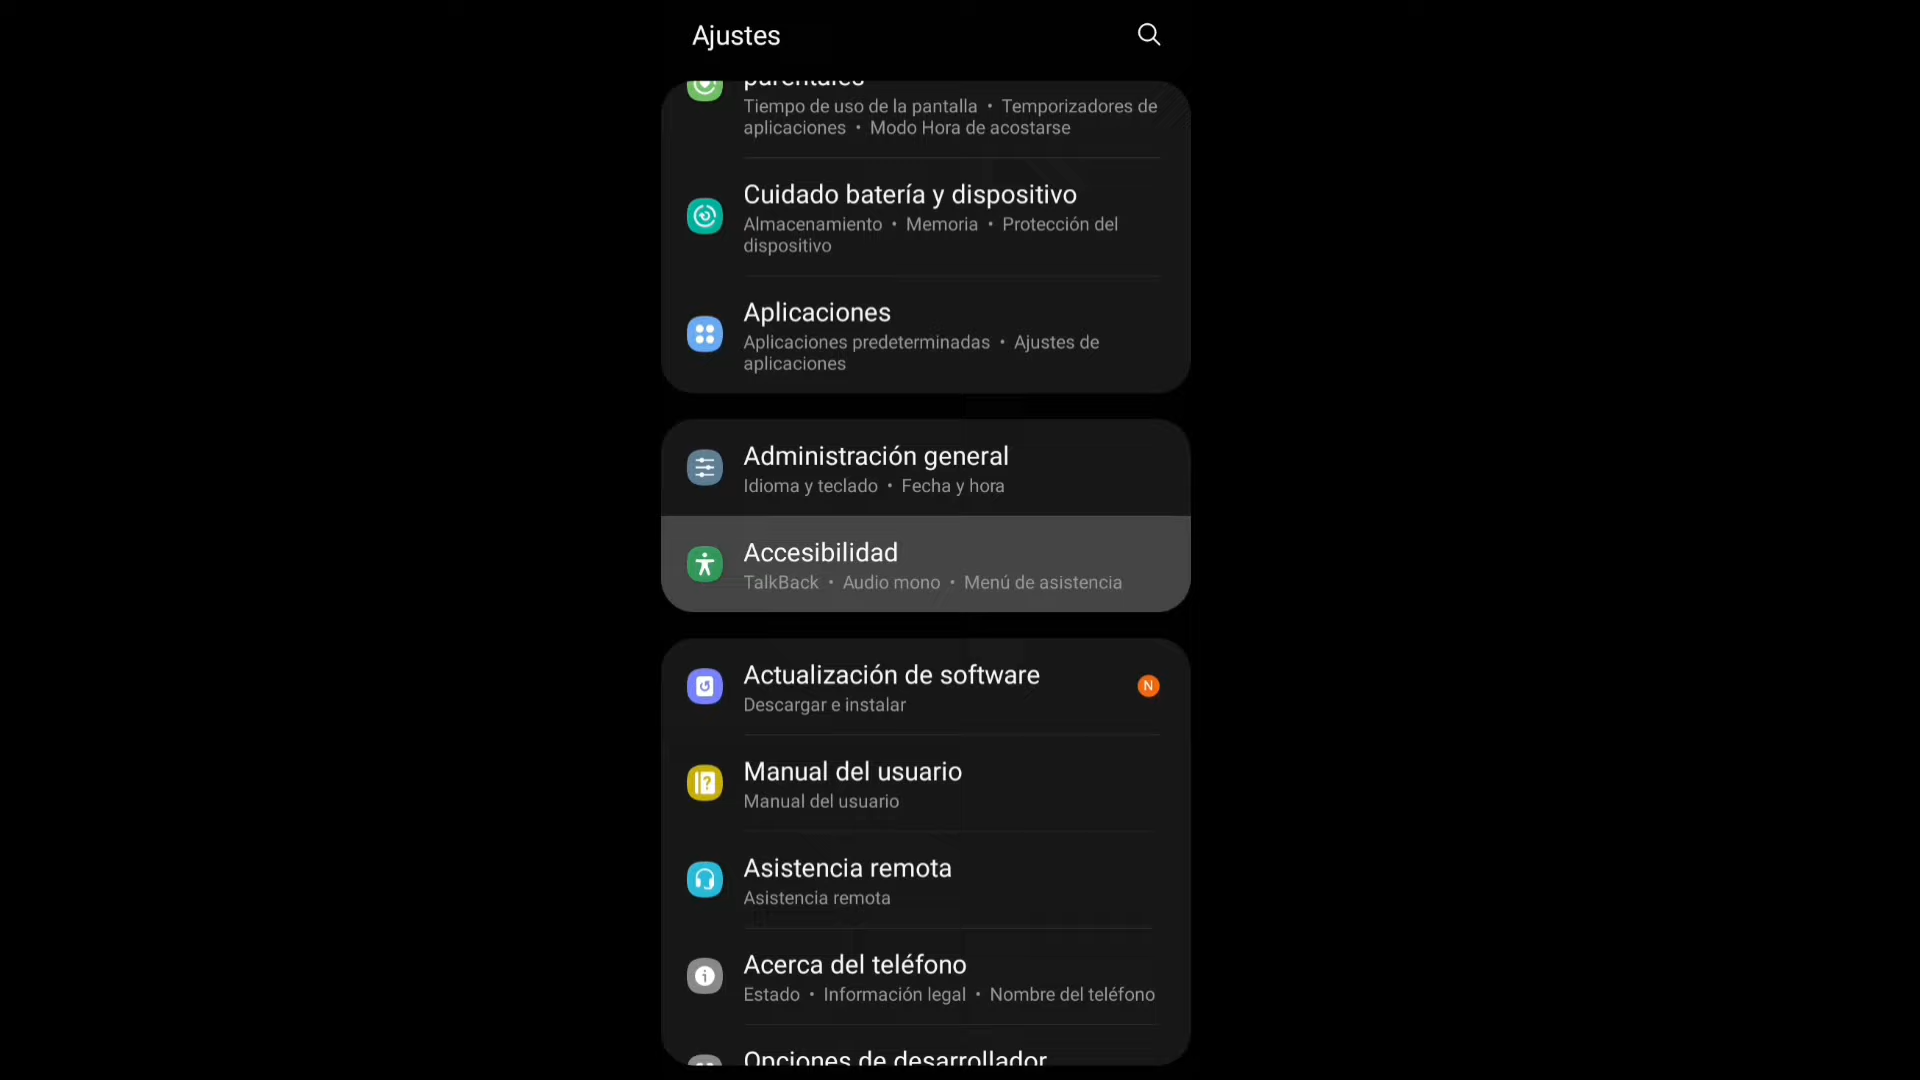 Ajustes
parentales
Tiempo de uso de la pantalla • Temporizadores de
aplicaciones • Modo Hora de acostarse
Cuidado batería y dispositivo
Almacenamiento • Memoria • Protección del
dispositivo
Aplicaciones
Aplicaciones predeterminadas • Ajustes de
aplicaciones
Administración general
Idioma y teclado • Fecha y hora
Accesibilidad
TalkBack • Audio mono • Menú de asistencia
Actualización de software
N
Descargar e instalar
Manual del usuario
Manual del usuario
Asistencia remota
Asistencia remota
Acerca del teléfono
Estado • Información legal • Nombre del teléfono
Opciones de desarrollador